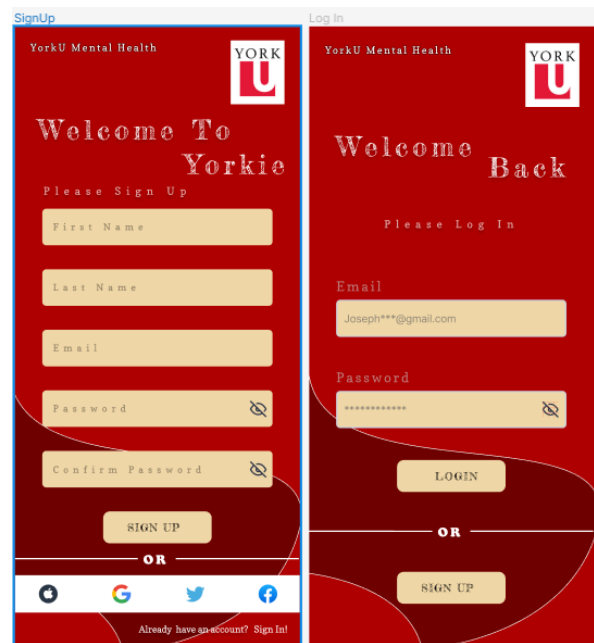 SignUp
YorkU Mental Health
YORK
U
Welcome To
Yorkie
Please Sign Up
First Name
Last Name
Email
Password
Confirm Password
SIGN UP
OR
Already have an account? Sign In!
Log In
YorkU Mental Health
YORK
U
Welcome
Back
Please Log In
Email
Joseph***@gmail.com
Password
************
LOGIN
OR
SIGN UP